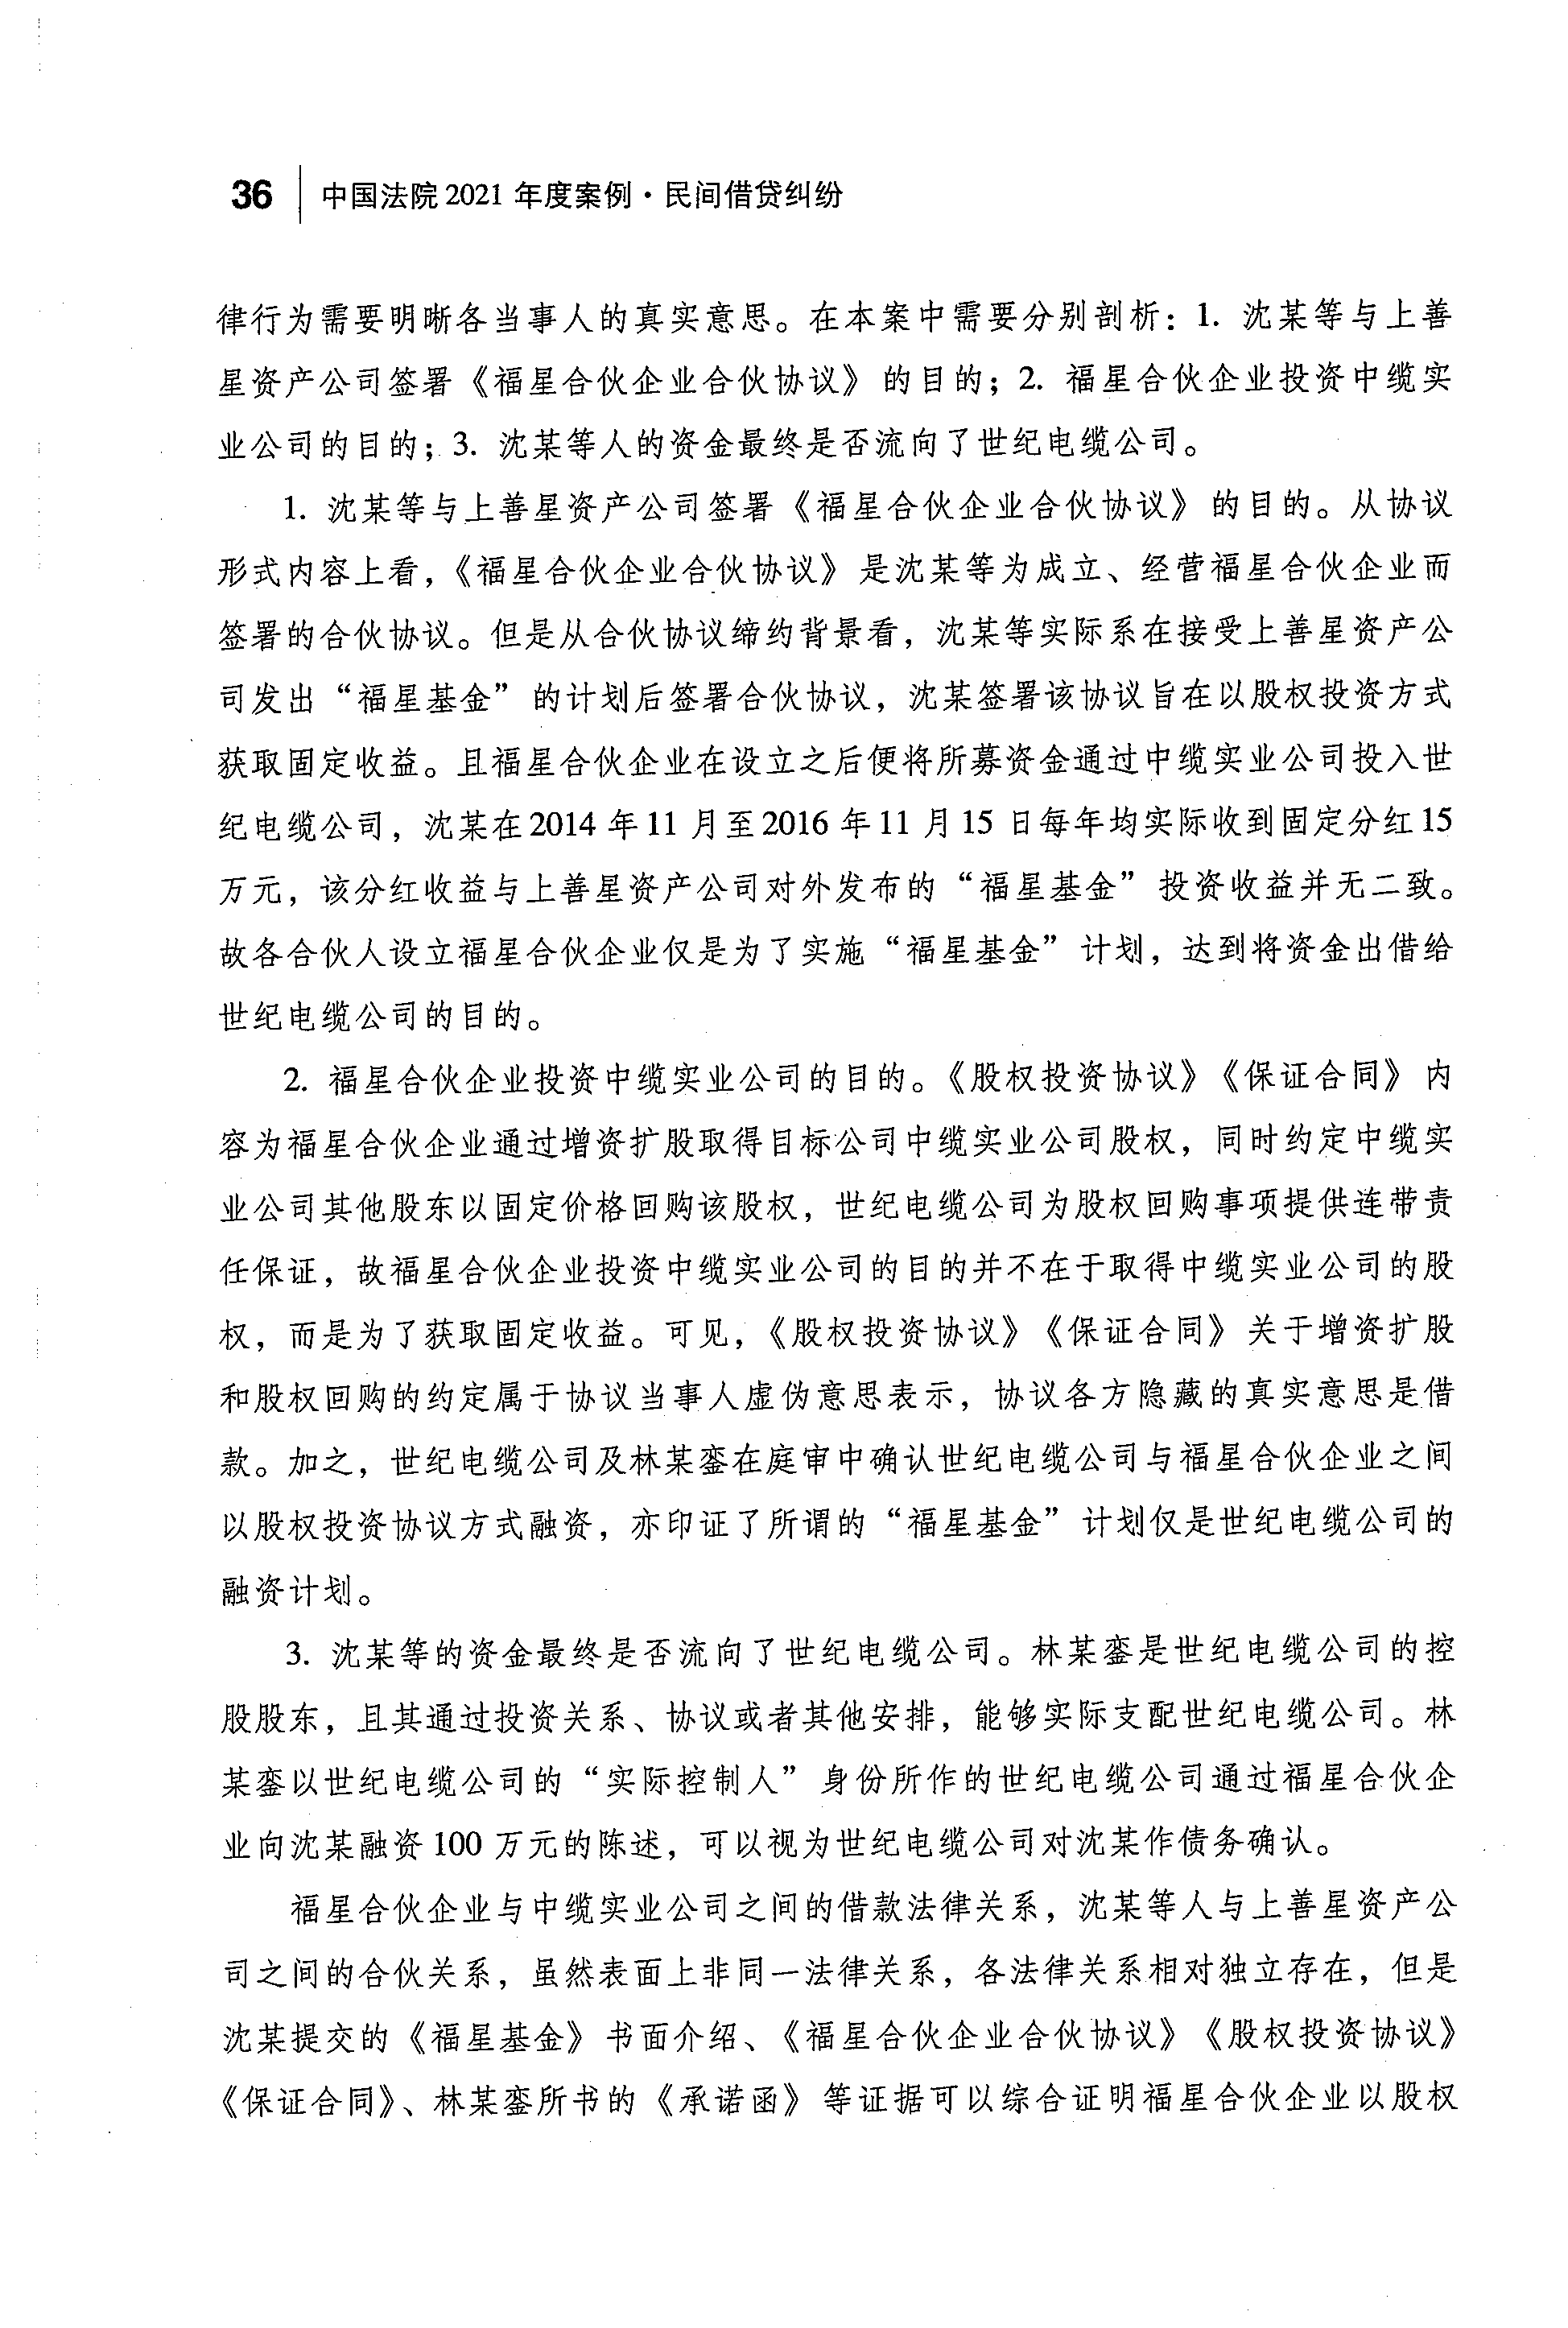 36 中国法院2021年度案例·民间借贷纠纷
律行为需要明晰各当事人的真实意思。在本案中需要分别剖析：1. 沈某等与上善
星资产公司签署《福星合伙企业合伙协议》的目的；2. 福星合伙企业投资中缆实
业公司的目的；3. 沈某等人的资金最终是否流向了世纪电缆公司。
1. 沈某等与上善星资产公司签署《福星合伙企业合伙协议》的目的。从协议
形式内容上看，《福星合伙企业合伙协议》是沈某等为成立、经营福星合伙企业而
签署的合伙协议。但是从合伙协议缔约背景看，沈某等实际系在接受上善星资产公
司发出“福星基金”的计划后签署合伙协议，沈某签署该协议旨在以股权投资方式
获取固定收益。且福星合伙企业在设立之后便将所募资金通过中缆实业公司投入世
纪电缆公司，沈某在2014年11月至2016年11月15日每年均实际收到固定分红15
万元，该分红收益与上善星资产公司对外发布的“福星基金”投资收益并无二致。
故各合伙人设立福星合伙企业仅是为了实施“福星基金”计划，达到将资金出借给
世纪电缆公司的目的。
2. 福星合伙企业投资中缆实业公司的目的。《股权投资协议》《保证合同》内
容为福星合伙企业通过增资扩股取得目标公司中缆实业公司股权，同时约定中缆实
业公司其他股东以固定价格回购该股权，世纪电缆公司为股权回购事项提供连带责
任保证，故福星合伙企业投资中缆实业公司的目的并不在于取得中缆实业公司的股
权，而是为了获取固定收益。可见，《股权投资协议》《保证合同》关于增资扩股
和股权回购的约定属于协议当事人虚伪意思表示，协议各方隐藏的真实意思是借
款。加之，世纪电缆公司及林某銮在庭审中确认世纪电缆公司与福星合伙企业之间
以股权投资协议方式融资，亦印证了所谓的“福星基金”计划仅是世纪电缆公司的
融资计划。
3. 沈某等的资金最终是否流向了世纪电缆公司。林某銮是世纪电缆公司的控
股股东，且其通过投资关系、协议或者其他安排，能够实际支配世纪电缆公司。林
某銮以世纪电缆公司的“实际控制人”身份所作的世纪电缆公司通过福星合伙企
业向沈某融资100万元的陈述，可以视为世纪电缆公司对沈某作债务确认。
福星合伙企业与中缆实业公司之间的借款法律关系，沈某等人与上善星资产公
司之间的合伙关系，虽然表面上非同一法律关系，各法律关系相对独立存在，但是
沈某提交的《福星基金》书面介绍、《福星合伙企业合伙协议》《股权投资协议》
《保证合同》、林某銮所书的《承诺函》等证据可以综合证明福星合伙企业以股权